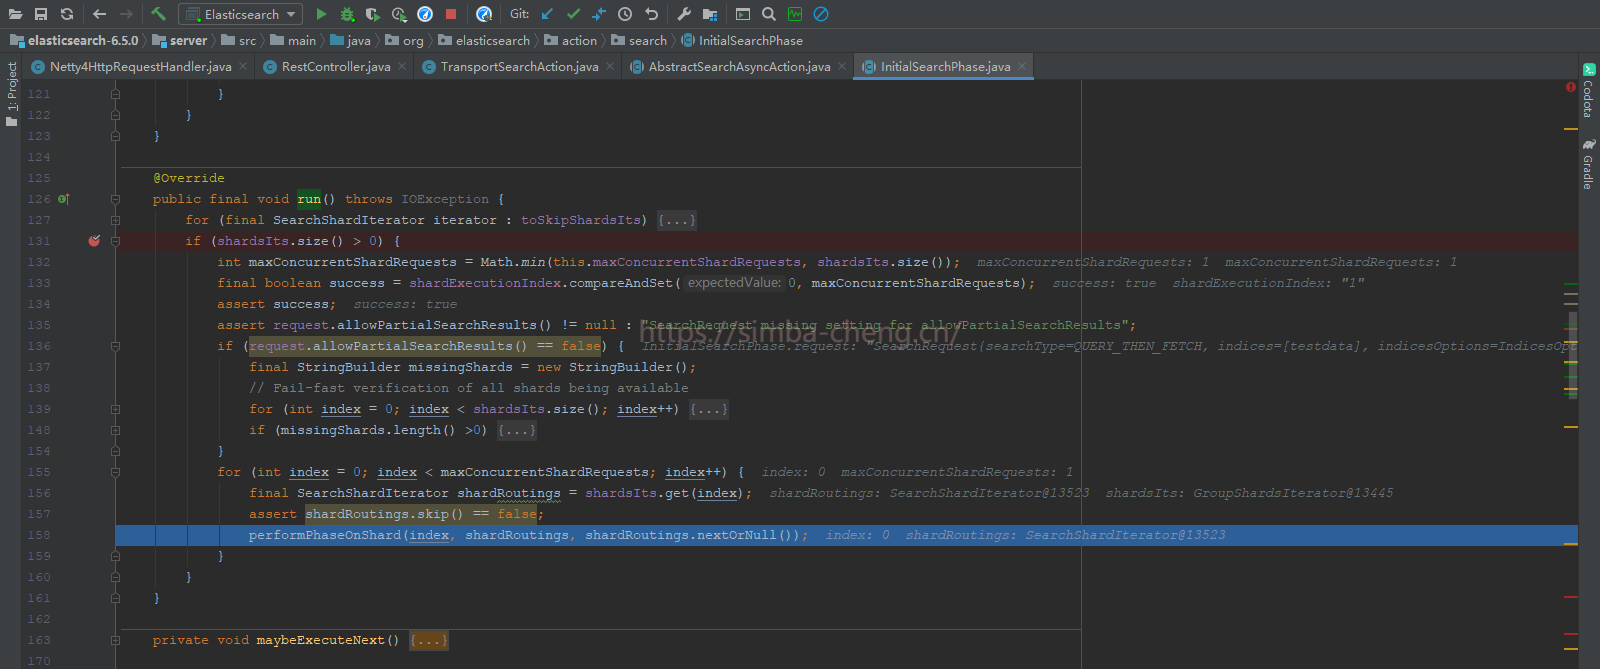 Elasticsearch Git:
elasticsearch-6.5.0 server src main java org elasticsearch action search InitialSearchPhase
Netty4HttpRequestHandler.java RestController.java TransportSearchAction.java AbstractSearchAsyncAction.java InitialSearchPhase.java
1: Project
Codota
Gradle
121 }
122 }
123 }
124
125 @Override
126 public final void run() throws IOException {
127 for (final SearchShardIterator iterator : toSkipShardsIts) {...}
131 if (shardsIts.size() > 0) {
132 int maxConcurrentShardRequests = Math.min(this.maxConcurrentShardRequests, shardsIts.size()); maxConcurrentShardRequests: 1 maxConcurrentShardRequests: 1
133 final boolean success = shardExecutionIndex.compareAndSet( expectedValue: 0, maxConcurrentShardRequests); success: true shardExecutionIndex: "1"
134 assert success; success: true
135 assert request.allowPartialSearchResults() != null : "SearchRequest missing setting for allowPartialSearchResults";
https://simba-cheng.cn/
136 if (request.allowPartialSearchResults() == false) { InitialSearchPhase.request: "SearchRequest{searchType=QUERY_THEN_FETCH, indices=[testdata], indicesOptions=IndicesOpt
137 final StringBuilder missingShards = new StringBuilder();
138 // Fail-fast verification of all shards being available
139 for (int index = 0; index < shardsIts.size(); index++) {...}
148 if (missingShards.length() >0) {...}
154 }
155 for (int index = 0; index < maxConcurrentShardRequests; index++) { index: 0 maxConcurrentShardRequests: 1
156 final SearchShardIterator shardRoutings = shardsIts.get(index); shardRoutings: SearchShardIterator@13523 shardsIts: GroupShardsIterator@13445
157 assert shardRoutings.skip() == false;
158 performPhaseOnShard(index, shardRoutings, shardRoutings.nextOrNull()); index: 0 shardRoutings: SearchShardIterator@13523
159 }
160 }
161 }
162
163 private void maybeExecuteNext() {...}
170